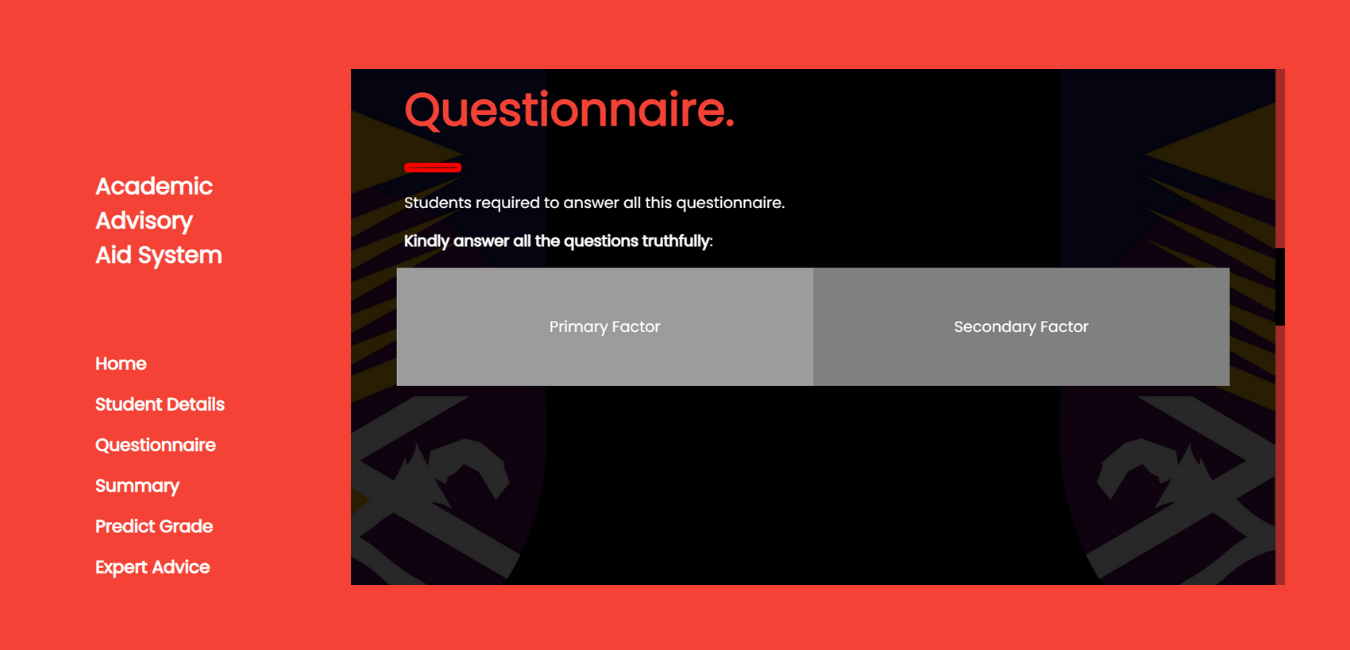 Academic
Advisory
Aid System
Home
Student Details
Questionnaire
Summary
Predict Grade
Expert Advice
Questionnaire.
Students required to answer all this questionnaire.
Kindly answer all the questions truthfully:
Primary Factor
Secondary Factor